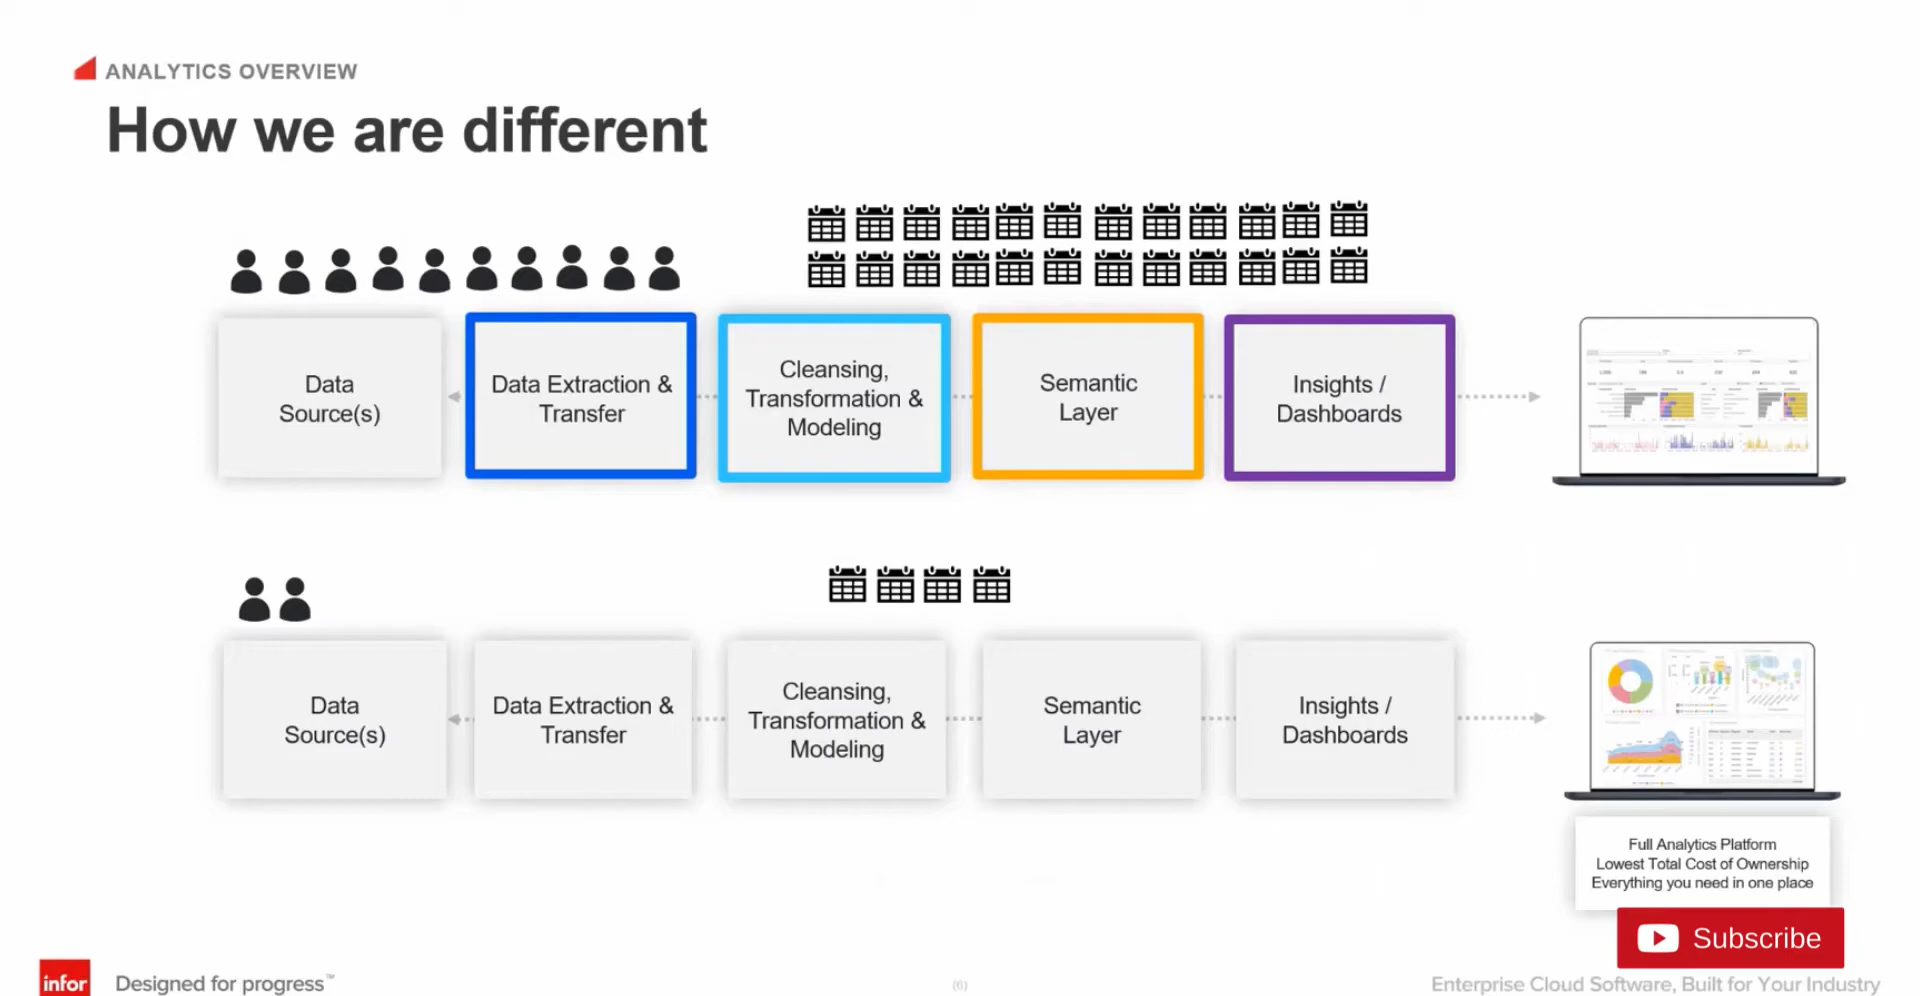 ANALYTICS OVERVIEW
How we are different
Data
Source(s)
Data Extraction &
Transfer
Cleansing,
Transformation &
Modeling
Semantic
Layer
Insights /
Dashboards
Data
Source(s)
Data Extraction &
Transfer
Cleansing,
Transformation &
Modeling
Semantic
Layer
Insights /
Dashboards
Full Analytics Platform
Lowest Total Cost of Ownership
Everything you need in one place
Subscribe
infor
Designed for progress™
(6)
Enterprise Cloud Software, Built for Your Industry